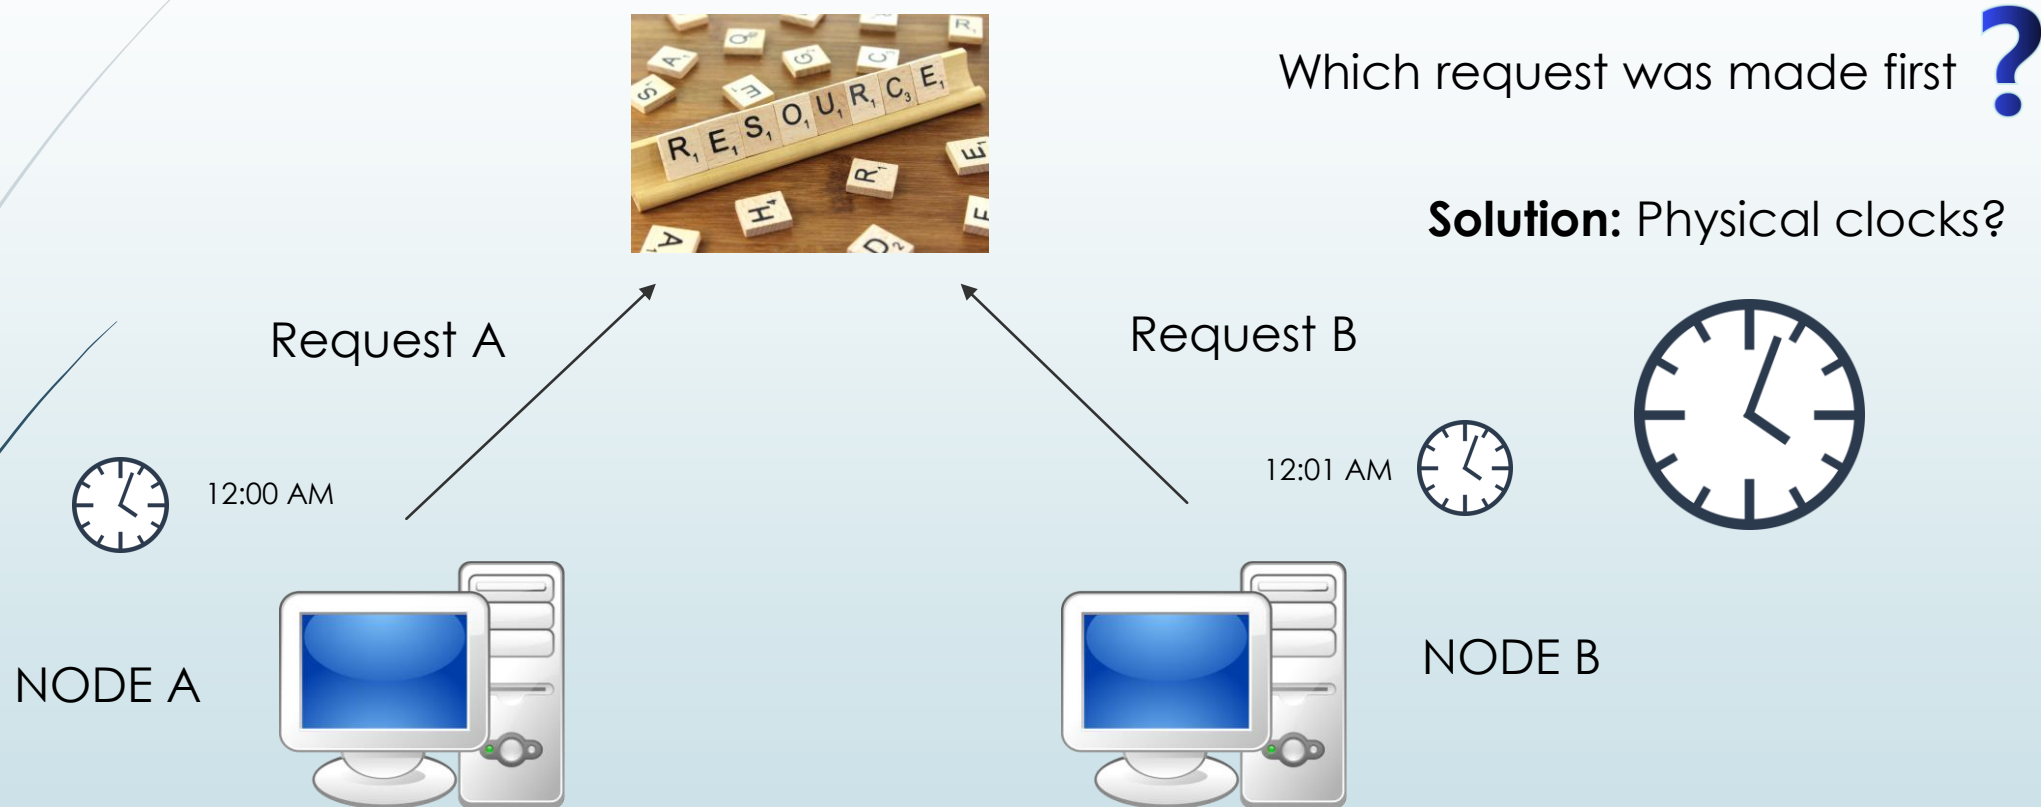 Which request was made first ?
RESOURCE
Solution: Physical clocks?
Request A
Request B
12:00 AM
12:01 AM
NODE A
NODE B